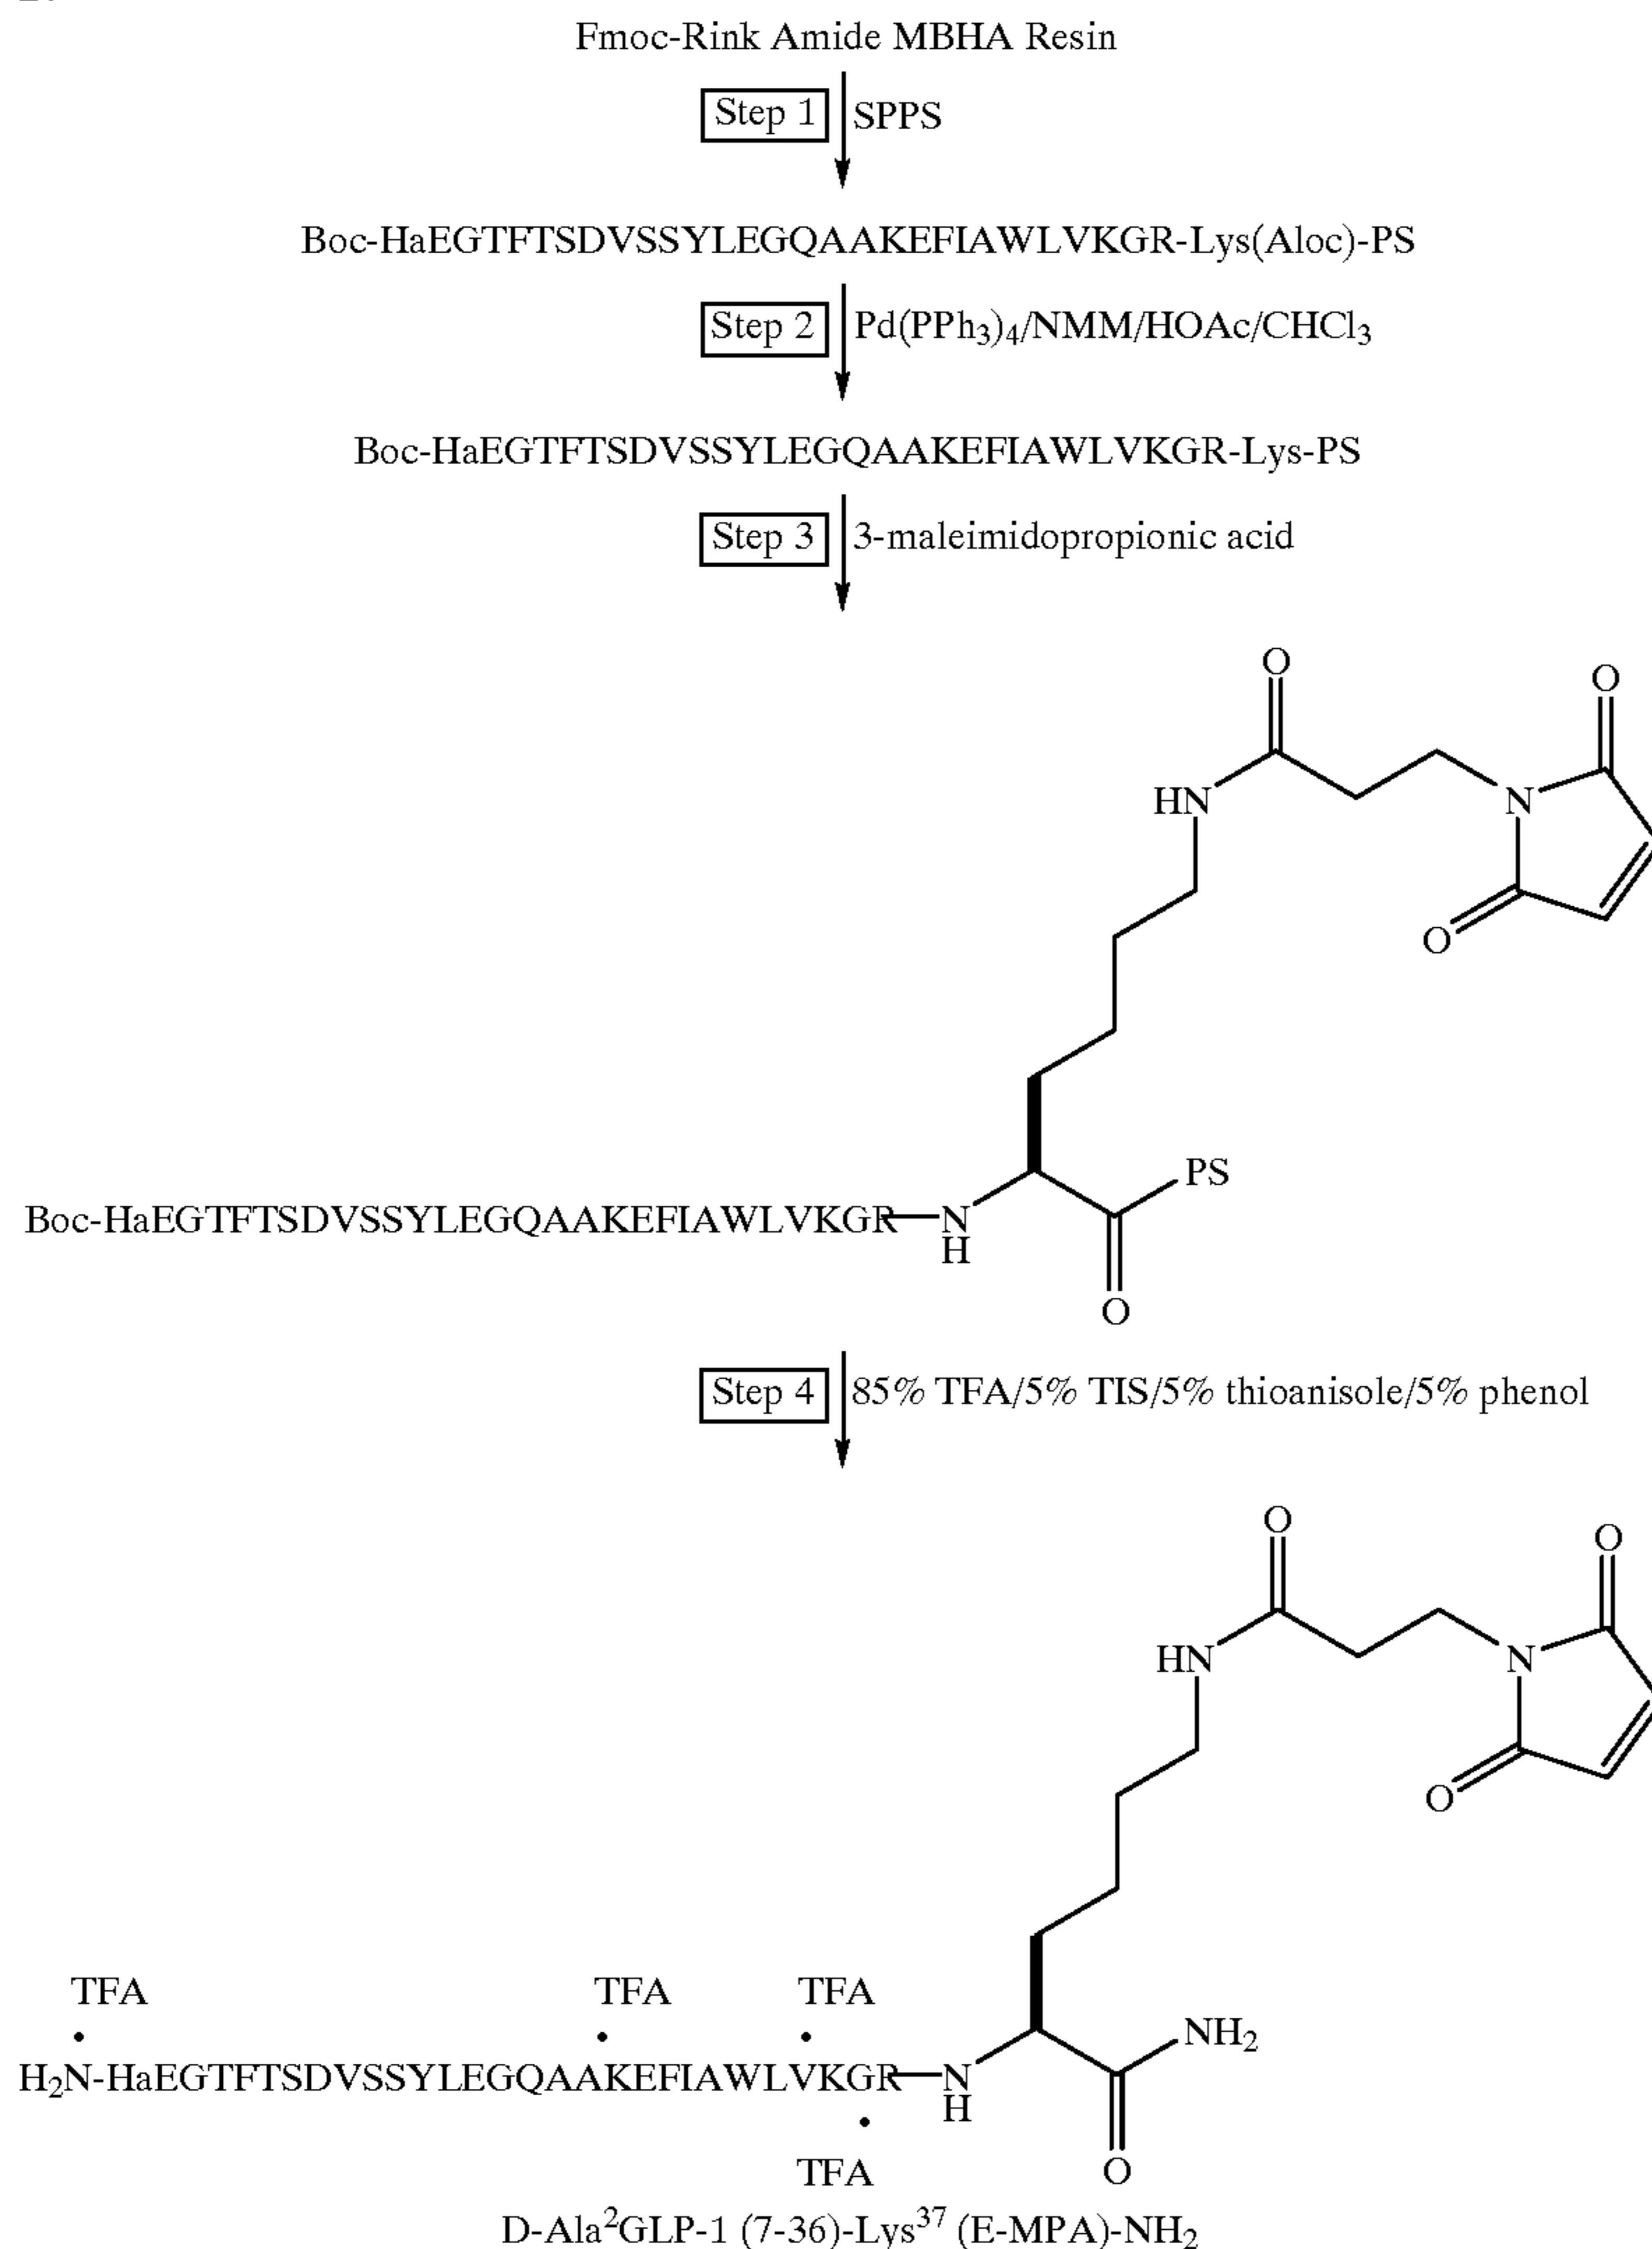 Fmoc-Rink Amide MBHA Resin
Step 1 SPPS
Boc-HaEGTFTSDVSSYLEGQAAKEFIAWLVKGR-Lys(Aloc)-PS
Step 2 Pd(PPh3)4/NMM/HOAc/CHCl3
Boc-HaEGTFTSDVSSYLEGQAAKEFIAWLVKGR-Lys-PS
Step 3 3-maleimidopropionic acid
O
O
HN
N
O
PS
Boc-HaEGTFTSDVSSYLEGQAAKEFIAWLVKGR N
H
O
Step 4 85% TFA/5% TIS/5% thioanisole/5% phenol
O
O
HN
N
O
TFA TFA TFA
NH2
H2N-HaEGTFTSDVSSYLEGQAAKEFIAWLVKGR N
H
TFA O
D-Ala2GLP-1 (7-36)-Lys37 (E-MPA)-NH2